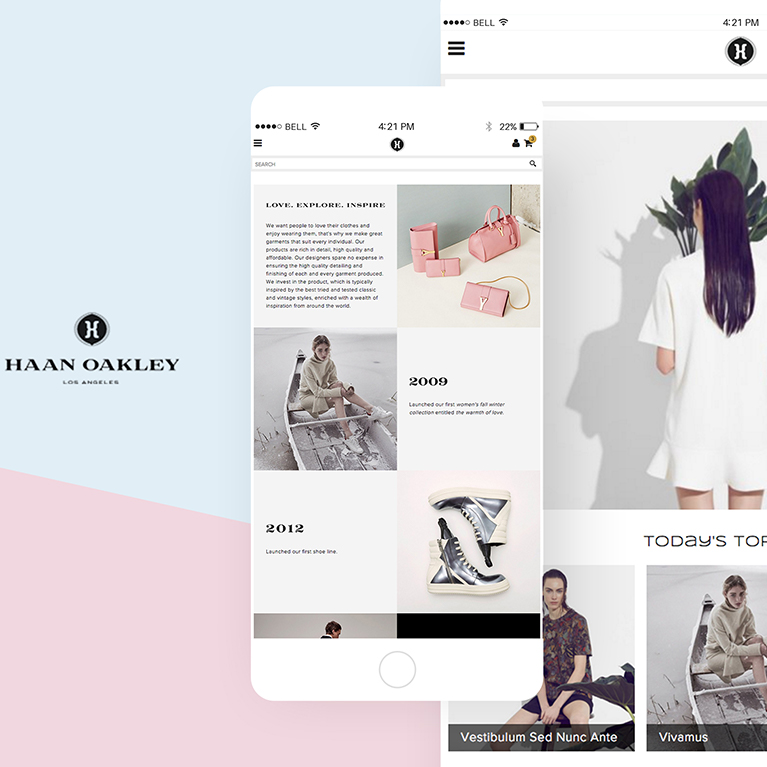 HAAN OAKLEY
LOS ANGELES
BELL
4:21 PM
22%
3
SEARCH
LOVE. EXPLORE. INSPIRE
We want people to love their clothes and
enjoy wearing them, that's why we make great
garments that suit every individual. Our
products are rich in detail, high quality and
affordable. Our designers spare no expense in
ensuring the high quality detailing and
finishing of each and every garment produced.
We invest in the product, which is typically
inspired by the best tried and tested classic
and vintage styles, enriched with a wealth of
inspiration from around the world.
2009
Launched our first women's fall winter
collection entitled the warmth of love.
2012
Launched our first shoe line.
BELL
4:21 PM
TODAY'S TOP
Vestibulum Sed Nunc Ante
Vivamus